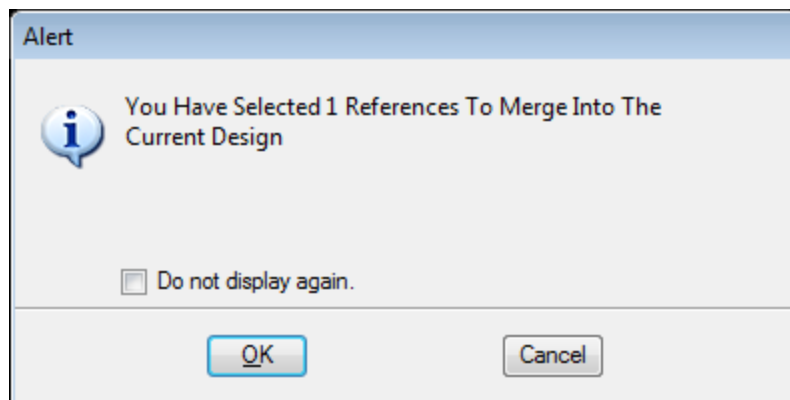 Alert
You Have Selected 1 References To Merge Into The
Current Design
Do not display again.
OK
Cancel